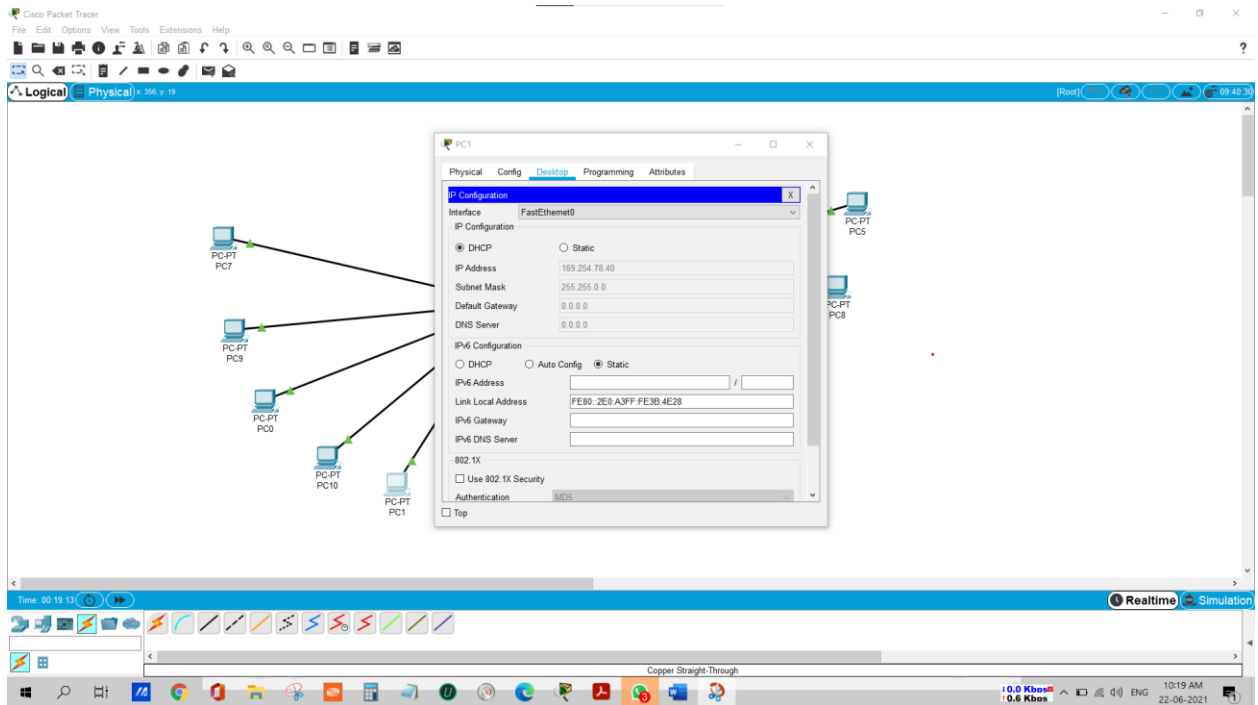 Cisco Packet Tracer
File Edit Options View Tools Extensions Help
?
Logical Physical x: 356, y: 19 [Root] 09:40:30
PC1
Physical Config Desktop Programming Attributes
IP Configuration X
Interface FastEthernet0
IP Configuration
DHCP Static
IP Address 169.254.78.40
Subnet Mask 255.255.0.0
Default Gateway 0.0.0.0
DNS Server 0.0.0.0
IPv6 Configuration
DHCP Auto Config Static
IPv6 Address /
Link Local Address FE80::2E0:A3FF:FE3B:4E28
IPv6 Gateway
IPv6 DNS Server
802.1X
Use 802.1X Security
Authentication MD5
Top
PC-PT
PC7
PC-PT
PC9
PC-PT
PC0
PC-PT
PC10
PC-PT
PC1
PC-PT
PC5
PC-PT
PC8
Time: 00:19:13 Realtime Simulation
Copper Straight-Through
10.0 Kbps
10.6 Kbps
ENG
10:19 AM
22-06-2021